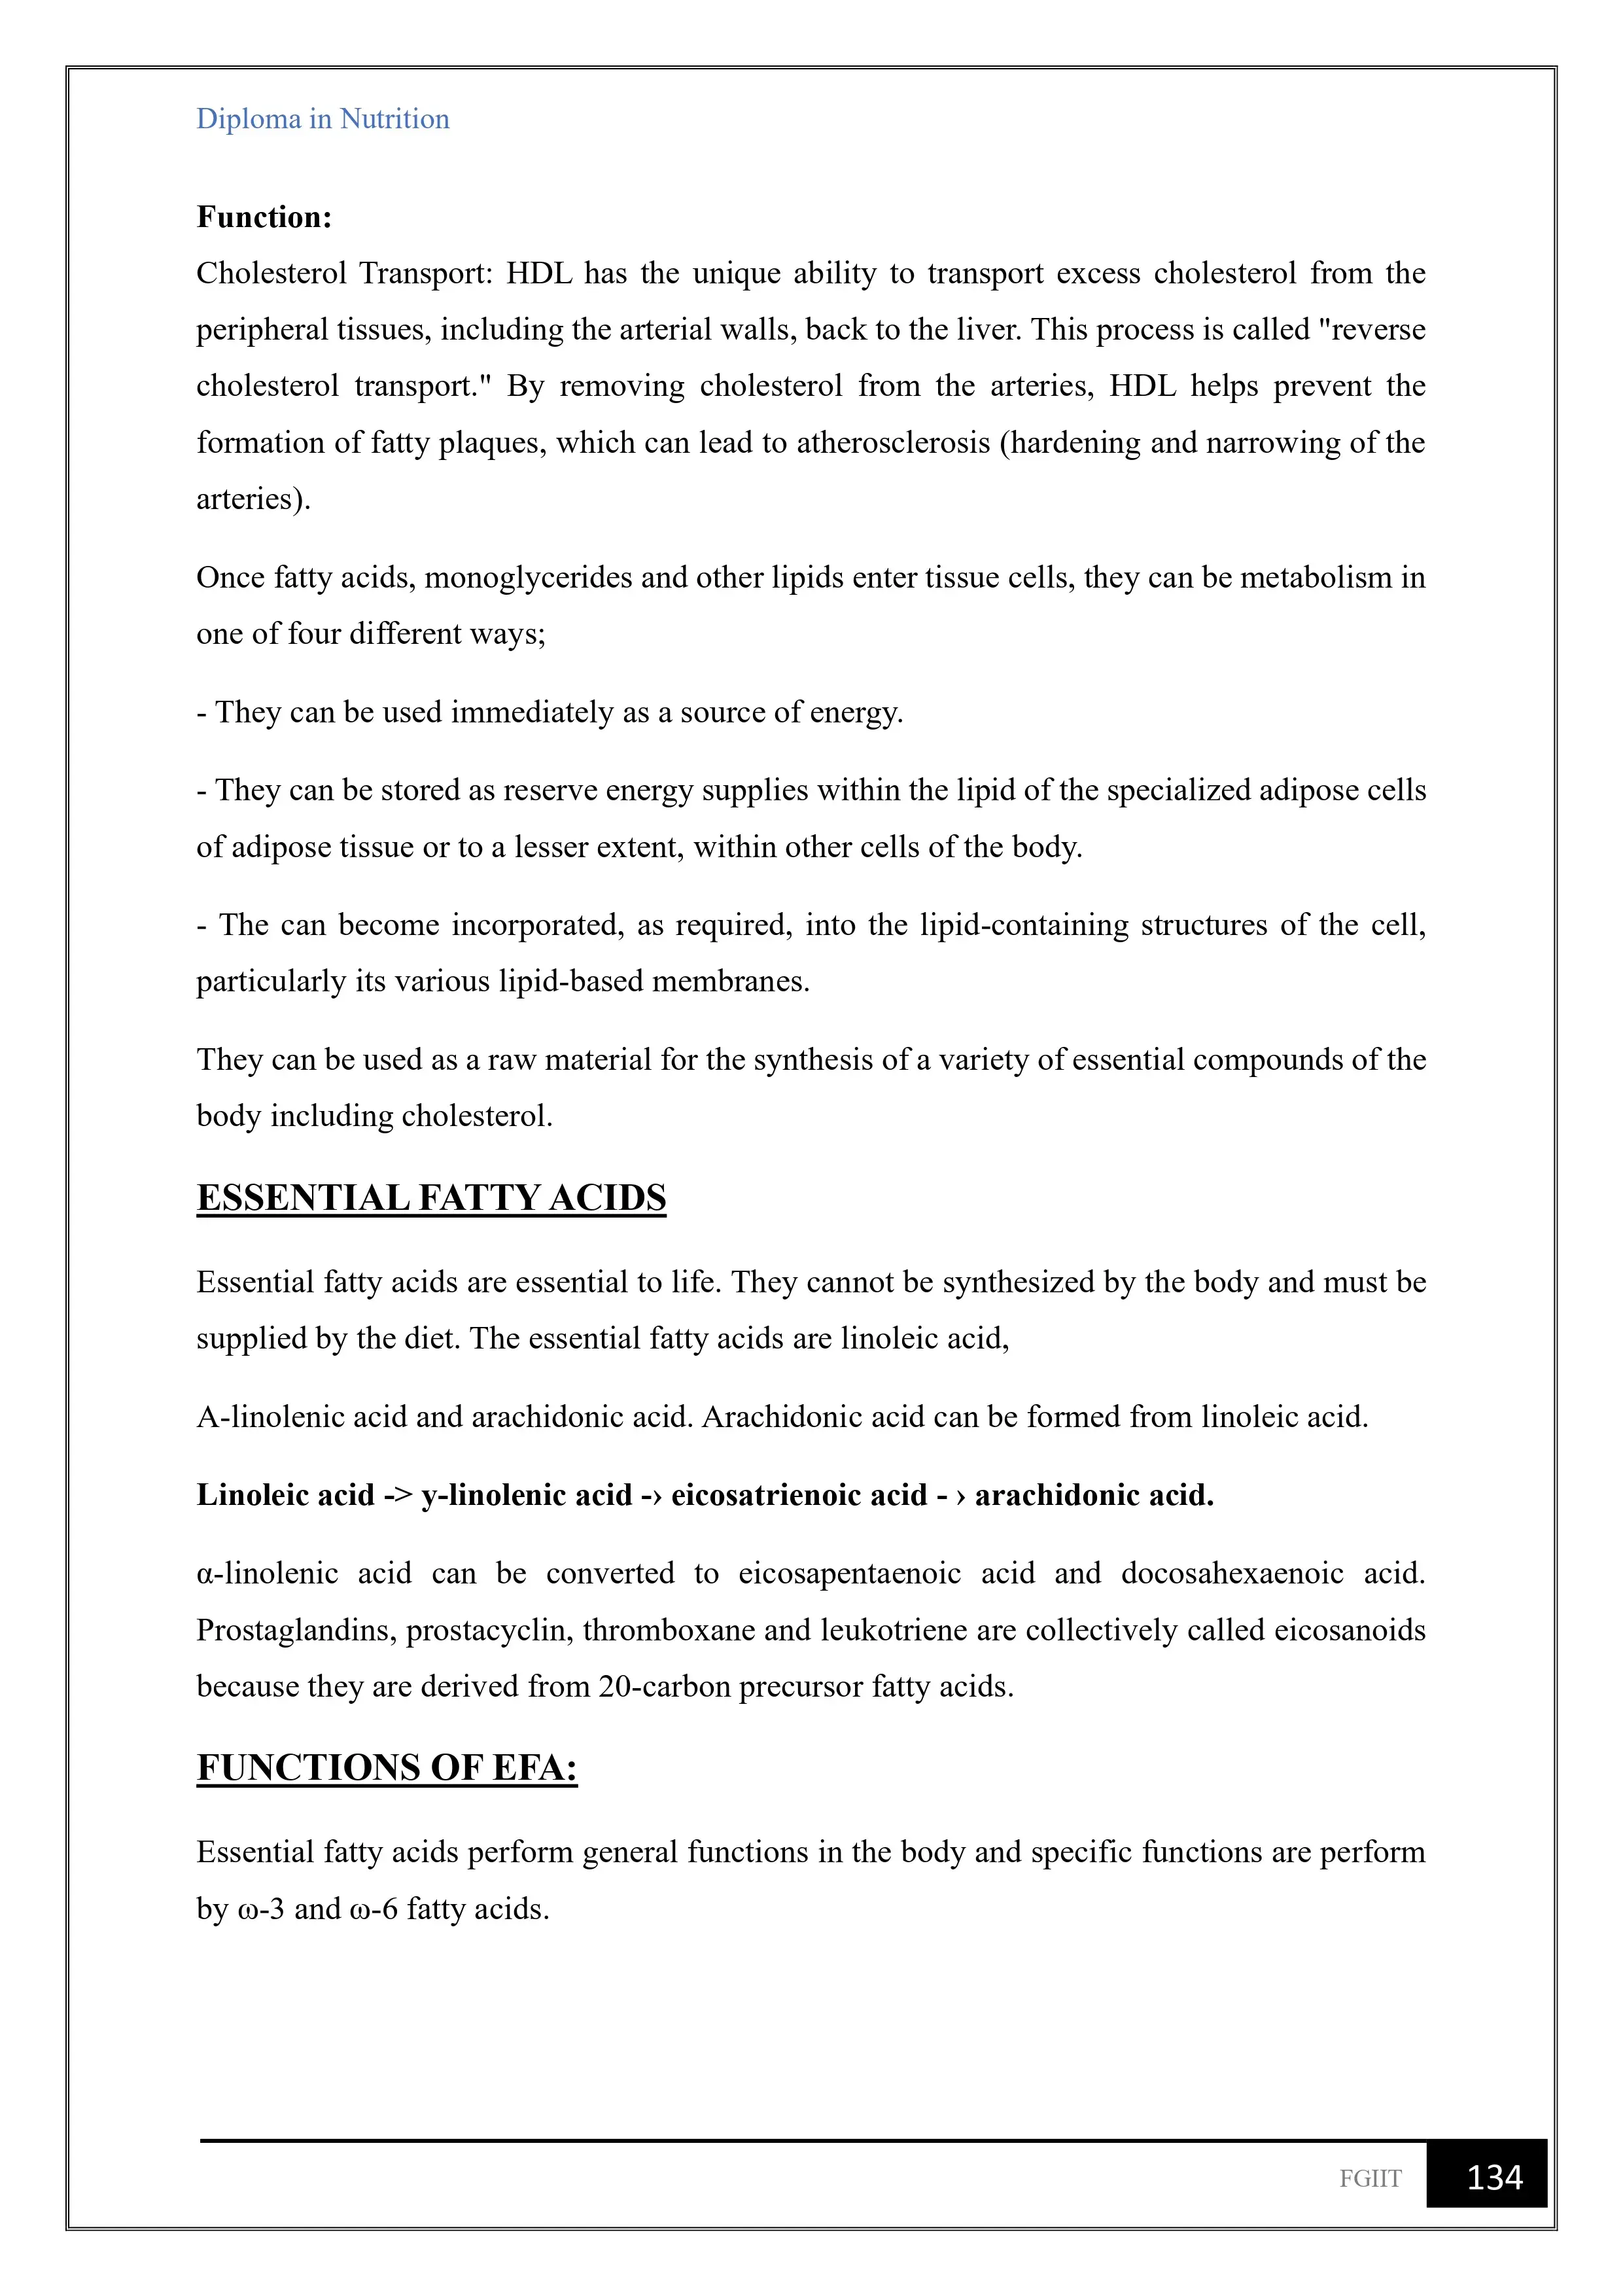 Diploma in Nutrition
Function:
Cholesterol Transport: HDL has the unique ability to transport excess cholesterol from the
peripheral tissues, including the arterial walls, back to the liver. This process is called "reverse
cholesterol transport." By removing cholesterol from the arteries, HDL helps prevent the
formation of fatty plaques, which can lead to atherosclerosis (hardening and narrowing of the
arteries).
Once fatty acids, monoglycerides and other lipids enter tissue cells, they can be metabolism in
one of four different ways;
- They can be used immediately as a source of energy.
- They can be stored as reserve energy supplies within the lipid of the specialized adipose cells
of adipose tissue or to a lesser extent, within other cells of the body.
- The can become incorporated, as required, into the lipid-containing structures of the cell,
particularly its various lipid-based membranes.
They can be used as a raw material for the synthesis of a variety of essential compounds of the
body including cholesterol.
ESSENTIAL FATTY ACIDS
Essential fatty acids are essential to life. They cannot be synthesized by the body and must be
supplied by the diet. The essential fatty acids are linoleic acid,
A-linolenic acid and arachidonic acid. Arachidonic acid can be formed from linoleic acid.
Linoleic acid -> y-linolenic acid -› eicosatrienoic acid - › arachidonic acid.
α-linolenic acid can be converted to eicosapentaenoic acid and docosahexaenoic acid.
Prostaglandins, prostacyclin, thromboxane and leukotriene are collectively called eicosanoids
because they are derived from 20-carbon precursor fatty acids.
FUNCTIONS OF EFA:
Essential fatty acids perform general functions in the body and specific functions are perform
by ω-3 and ω-6 fatty acids.
FGIIT 134